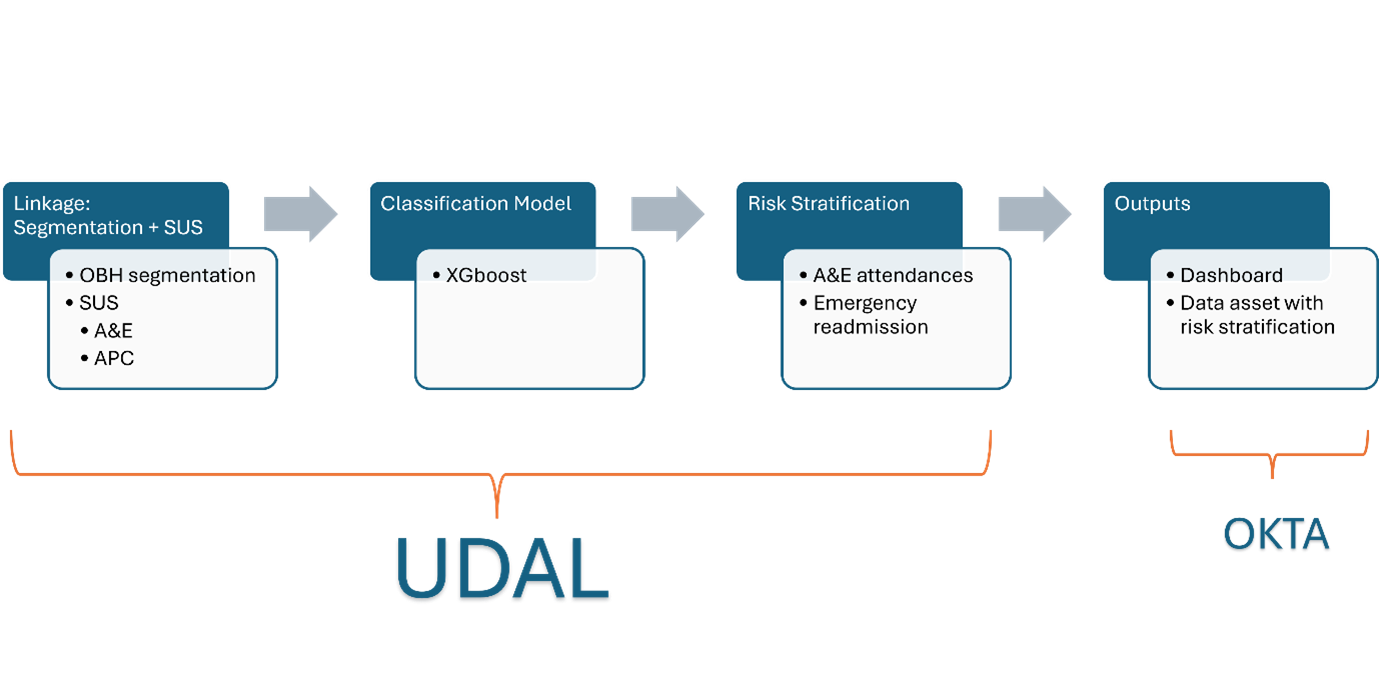 Linkage:
Segmentation + SUS
• OBH segmentation
• SUS
• A&E
• APC
Classification Model
• XGboost
Risk Stratification
• A&E attendances
• Emergency
readmission
Outputs
• Dashboard
• Data asset with
risk stratification
UDAL
OKTA